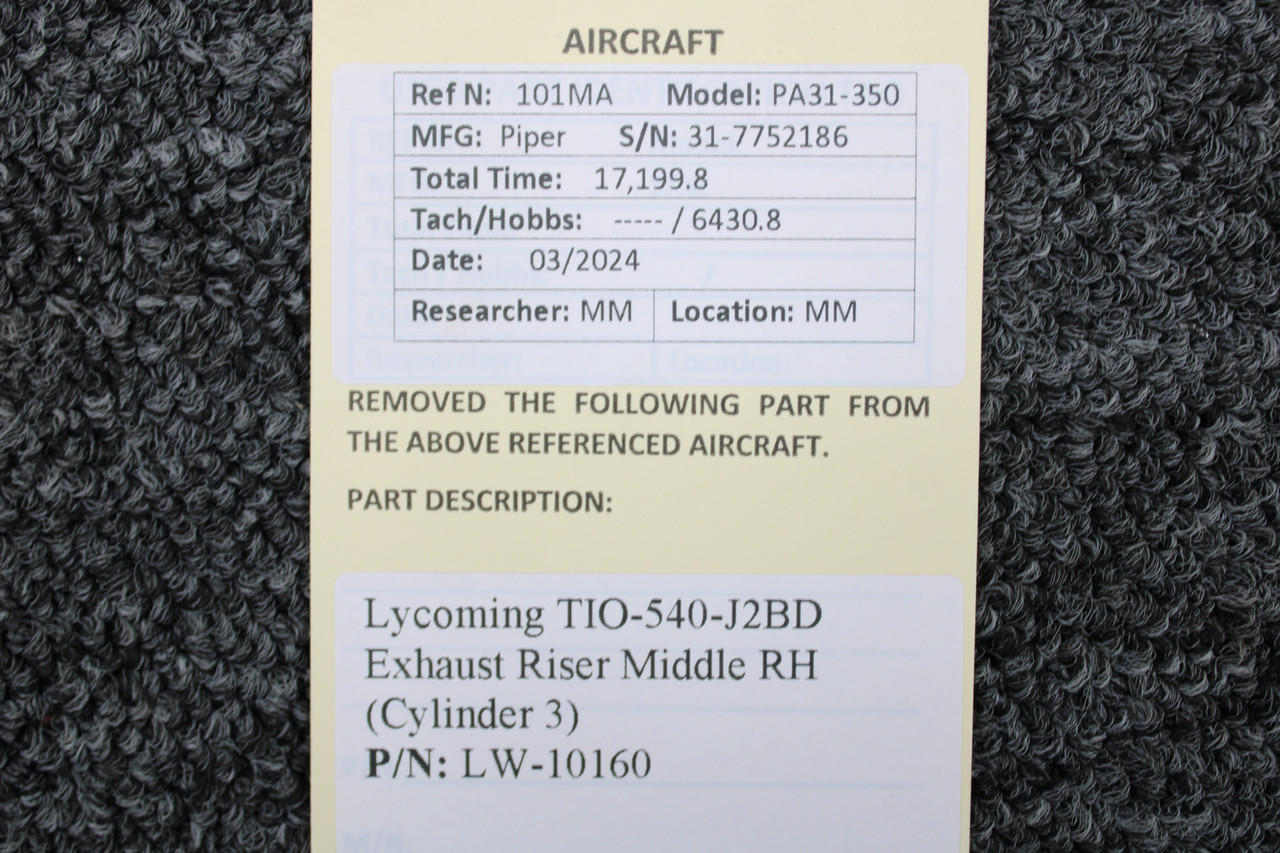 AIRCRAFT
Ref N: 101MA Model: PA31-350
MFG: Piper S/N: 31-7752186
Total Time: 17,199.8
Tach/Hobbs: ----- / 6430.8
Date: 03/2024
Researcher: MM Location: MM
REMOVED THE FOLLOWING PART FROM
THE ABOVE REFERENCED AIRCRAFT.
PART DESCRIPTION:
Lycoming TIO-540-J2BD
Exhaust Riser Middle RH
(Cylinder 3)
P/N: LW-10160
M/N: